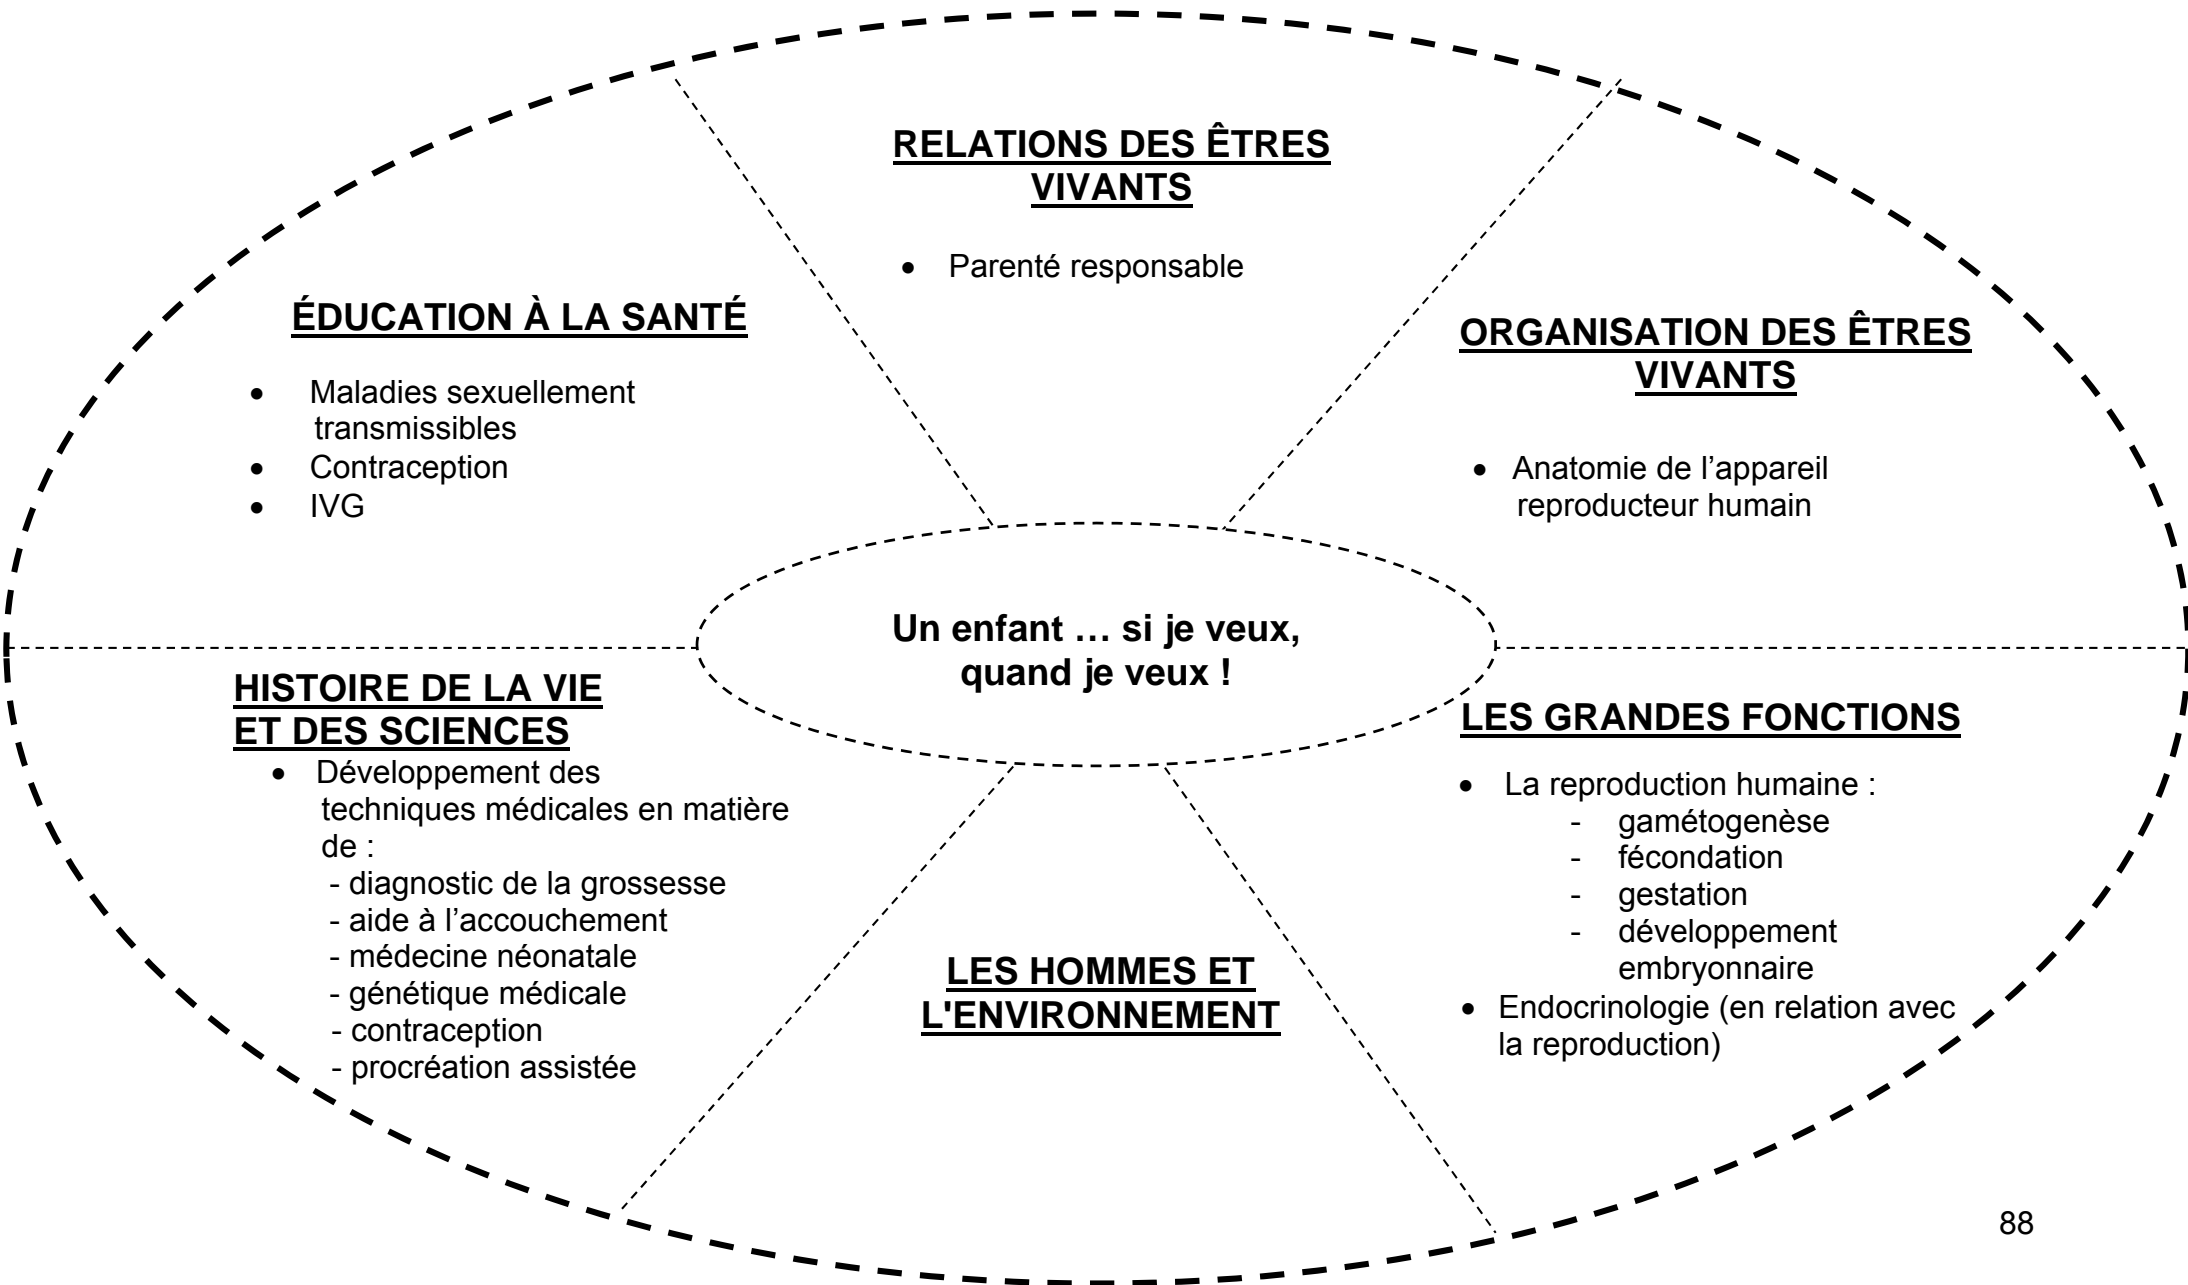 RELATIONS DES ÊTRES
VIVANTS
• Parenté responsable
ÉDUCATION À LA SANTÉ
• Maladies sexuellement
transmissibles
• Contraception
• IVG
ORGANISATION DES ÊTRES
VIVANTS
• Anatomie de l’appareil
reproducteur humain
Un enfant … si je veux,
quand je veux !
HISTOIRE DE LA VIE
ET DES SCIENCES
• Développement des
techniques médicales en matière
de :
- diagnostic de la grossesse
- aide à l’accouchement
- médecine néonatale
- génétique médicale
- contraception
- procréation assistée
LES HOMMES ET
L'ENVIRONNEMENT
LES GRANDES FONCTIONS
• La reproduction humaine :
- gamétogenèse
- fécondation
- gestation
- développement
embryonnaire
• Endocrinologie (en relation avec
la reproduction)
88